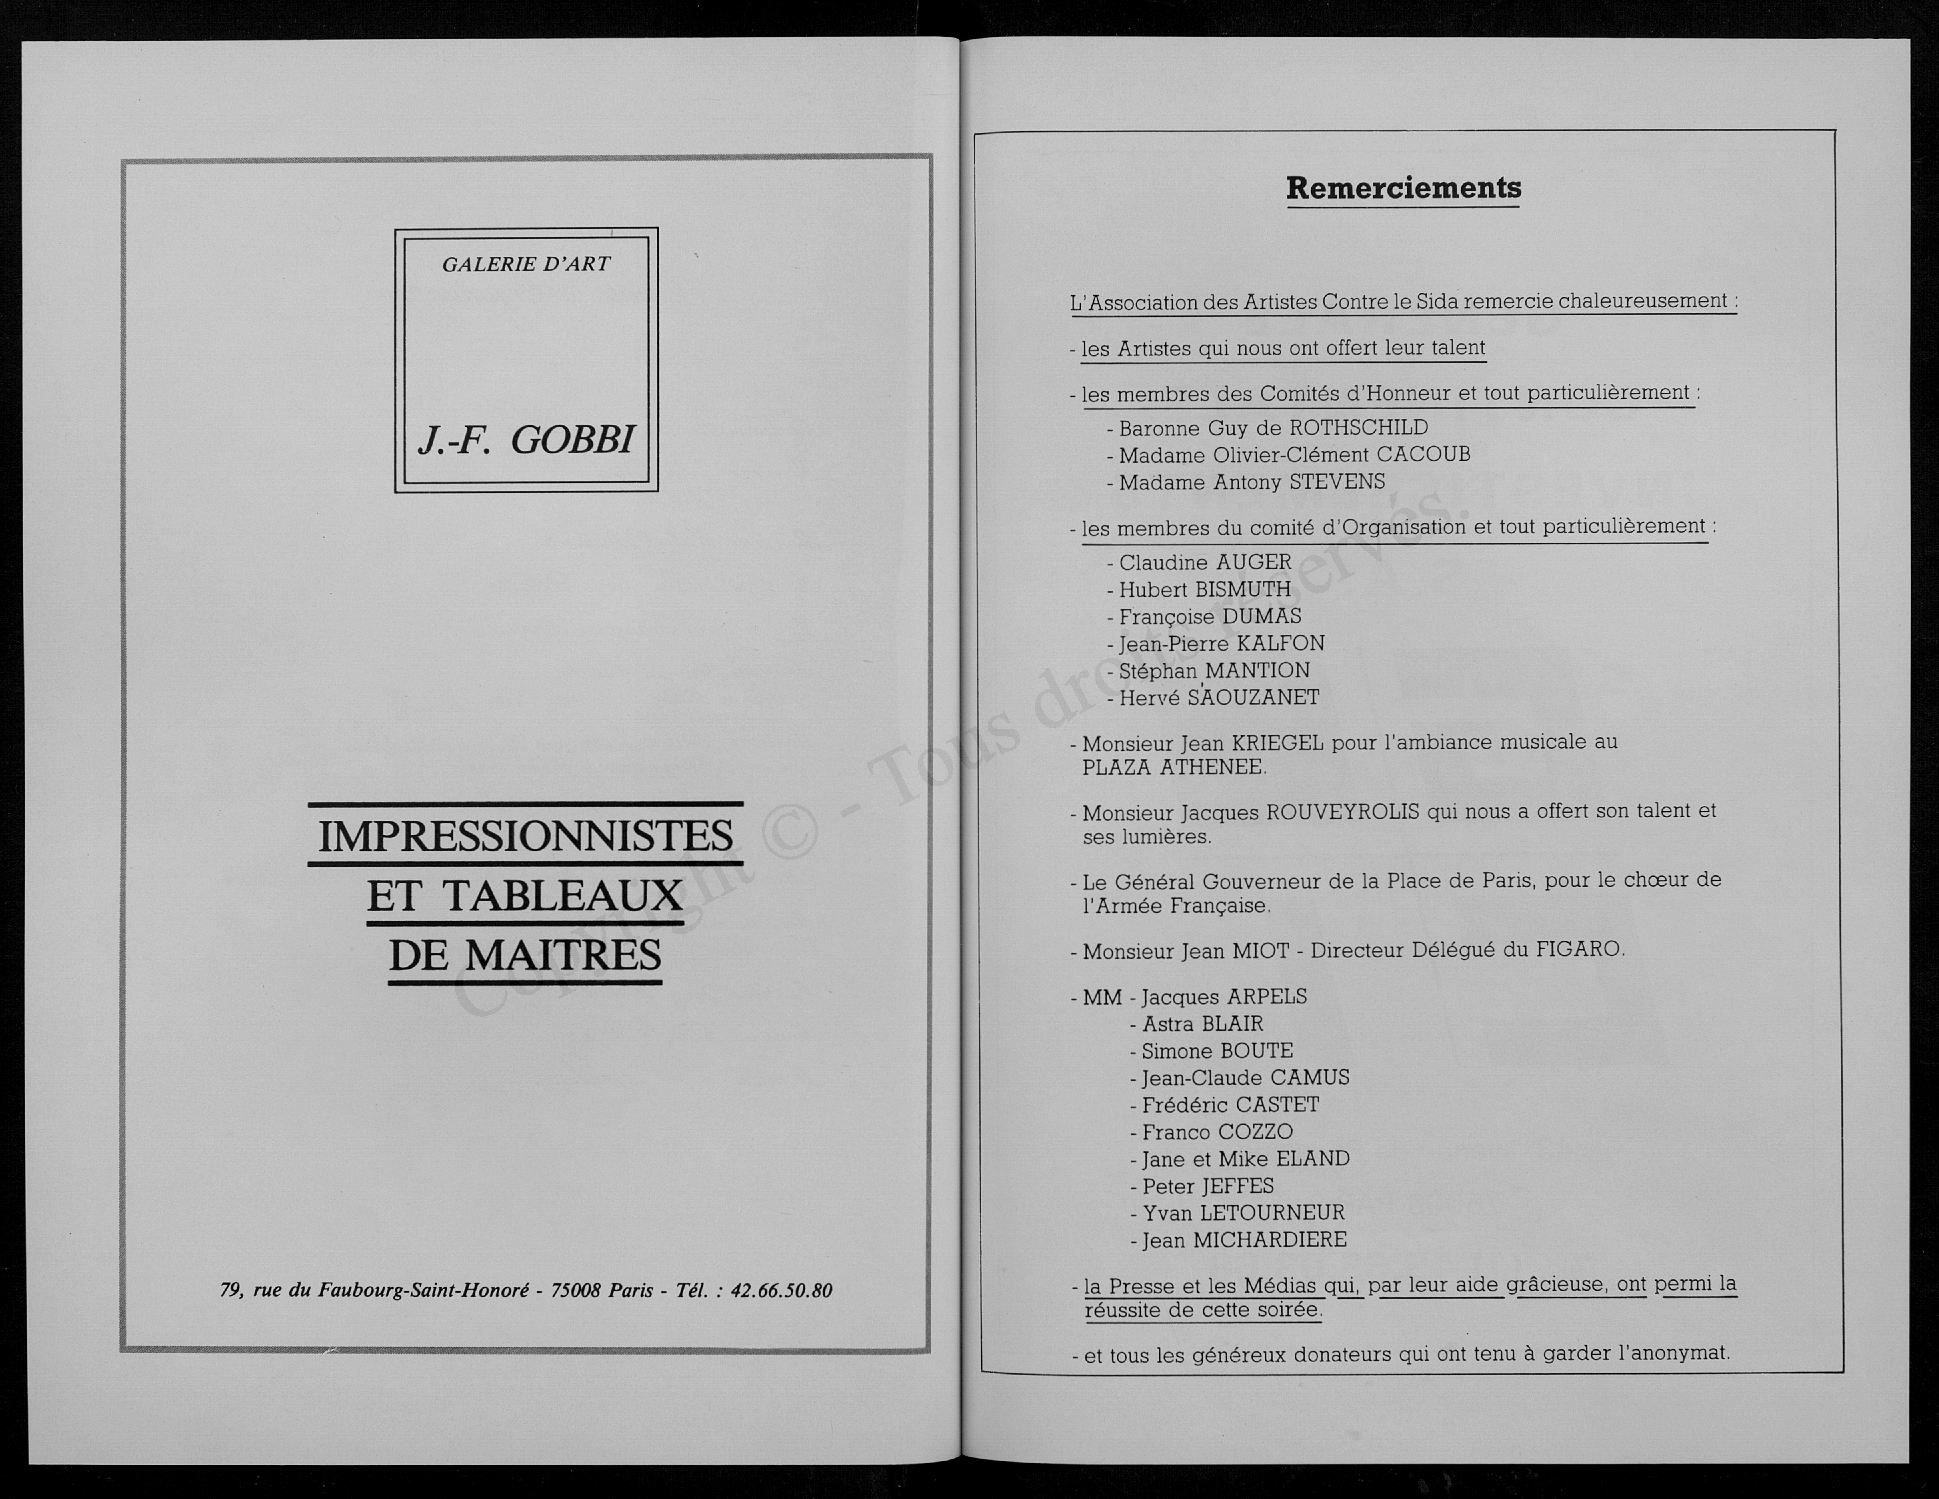 GALERIE D'ART
J.-F. GOBBI
IMPRESSIONNISTES
ET TABLEAUX
DE MAITRES
79, rue du Faubourg-Saint-Honoré - 75008 Paris - Tél. : 42.66.50.80
Remerciements
L'Association des Artistes Contre le Sida remercie chaleureusement :
- les Artistes qui nous ont offert leur talent
- les membres des Comités d'Honneur et tout particulièrement :
- Baronne Guy de ROTHSCHILD
- Madame Olivier-Clément CACOUB
- Madame Antony STEVENS
- les membres du comité d'Organisation et tout particulièrement :
- Claudine AUGER
- Hubert BISMUTH
- Françoise DUMAS
- Jean-Pierre KALFON
- Stéphan MANTION
- Hervé SAOUZANET
- Monsieur Jean KRIEGEL pour l'ambiance musicale au
PLAZA ATHENEE.
- Monsieur Jacques ROUVEYROLIS qui nous a offert son talent et
ses lumières.
- Le Général Gouverneur de la Place de Paris, pour le chœur de
l'Armée Française.
- Monsieur Jean MIOT - Directeur Délégué du FIGARO.
- MM - Jacques ARPELS
- Astra BLAIR
- Simone BOUTE
- Jean-Claude CAMUS
- Frédéric CASTET
- Franco COZZO
- Jane et Mike ELAND
- Peter JEFFES
- Yvan LETOURNEUR
- Jean MICHARDIERE
- la Presse et les Médias qui, par leur aide grâcieuse, ont permi la
réussite de cette soirée.
- et tous les généreux donateurs qui ont tenu à garder l'anonymat.
Copyright © - Tous droits réservés.